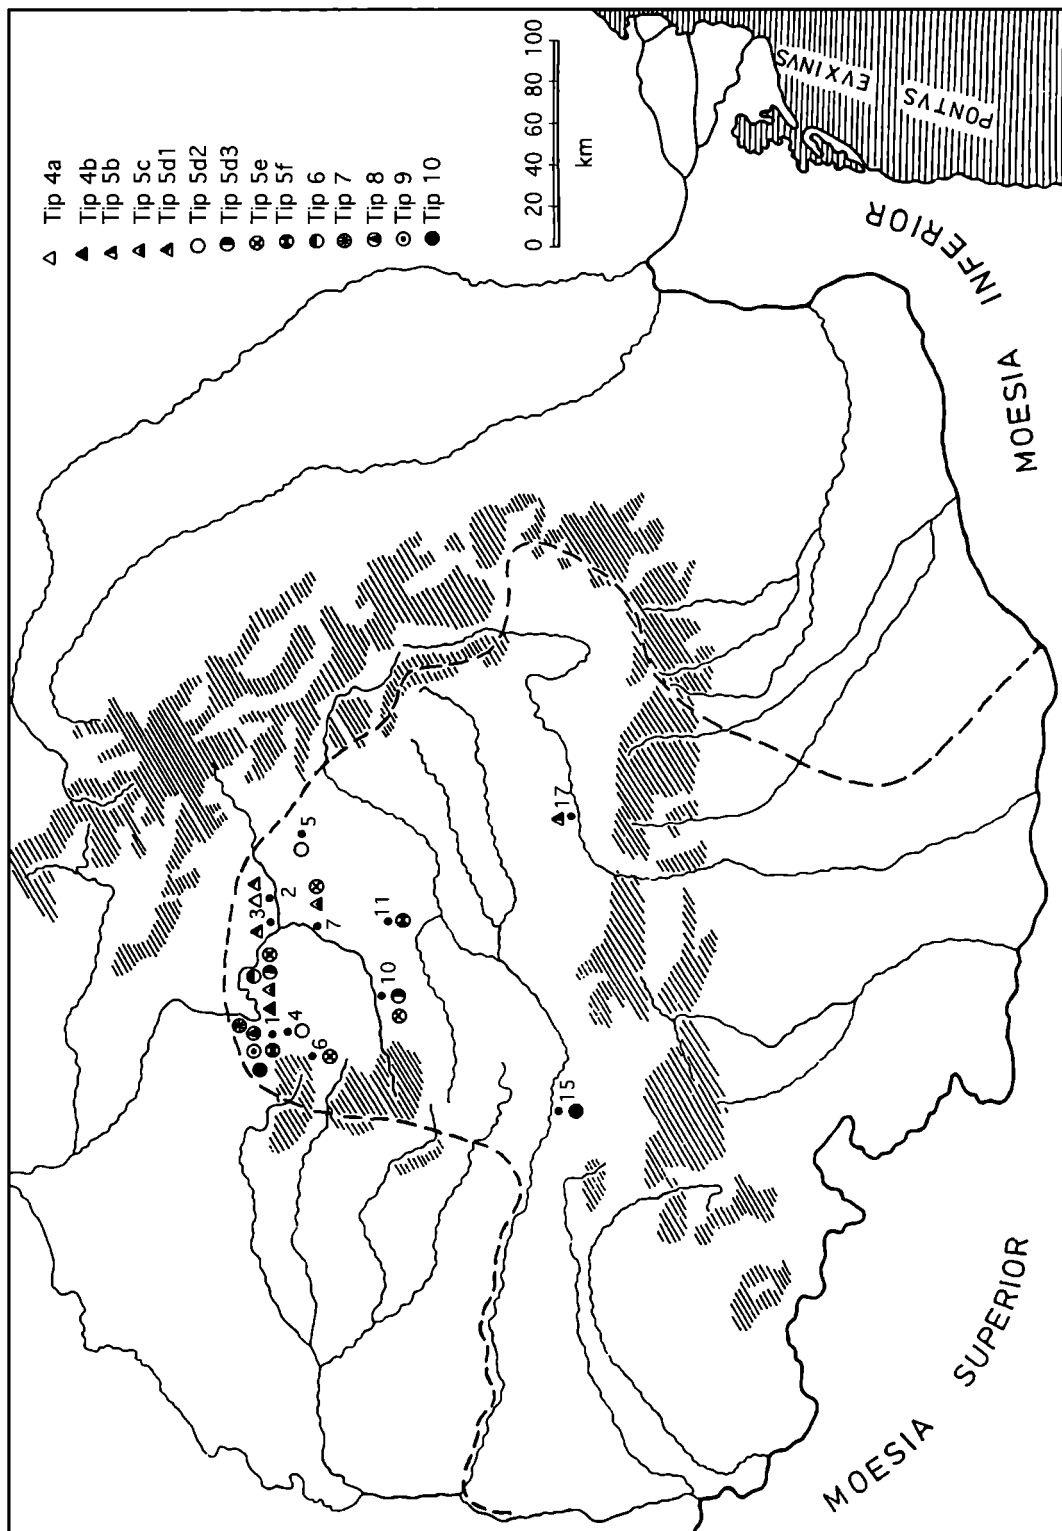 Tip 4a
Tip 4b
Tip 5b
Tip 5c
Tip 5d1
Tip 5d2
Tip 5d3
Tip 5e
Tip 5f
Tip 6
Tip 7
Tip 8
Tip 9
Tip 10
0 20 40 60 80 100
km
PONTVS
EVXINVS
MOESIA INFERIOR
MOESIA SUPERIOR
1
2
3
4
5
6
7
10
11
15
17